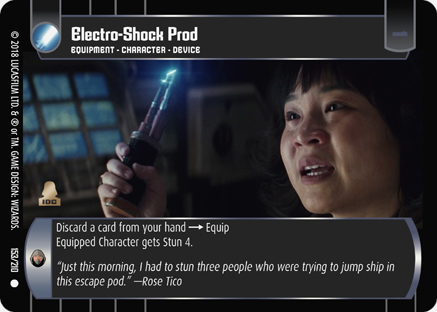 Electro-Shock Prod
EQUIPMENT · CHARACTER · DEVICE
© 2018 LUCASFILM LTD. & ® OR TM. GAME DESIGN: WIZARDS.
IDC
153/210
Discard a card from your hand → Equip
Equipped Character gets Stun 4.
“Just this morning, I had to stun three people who were trying to jump ship in
this escape pod.” —Rose Tico